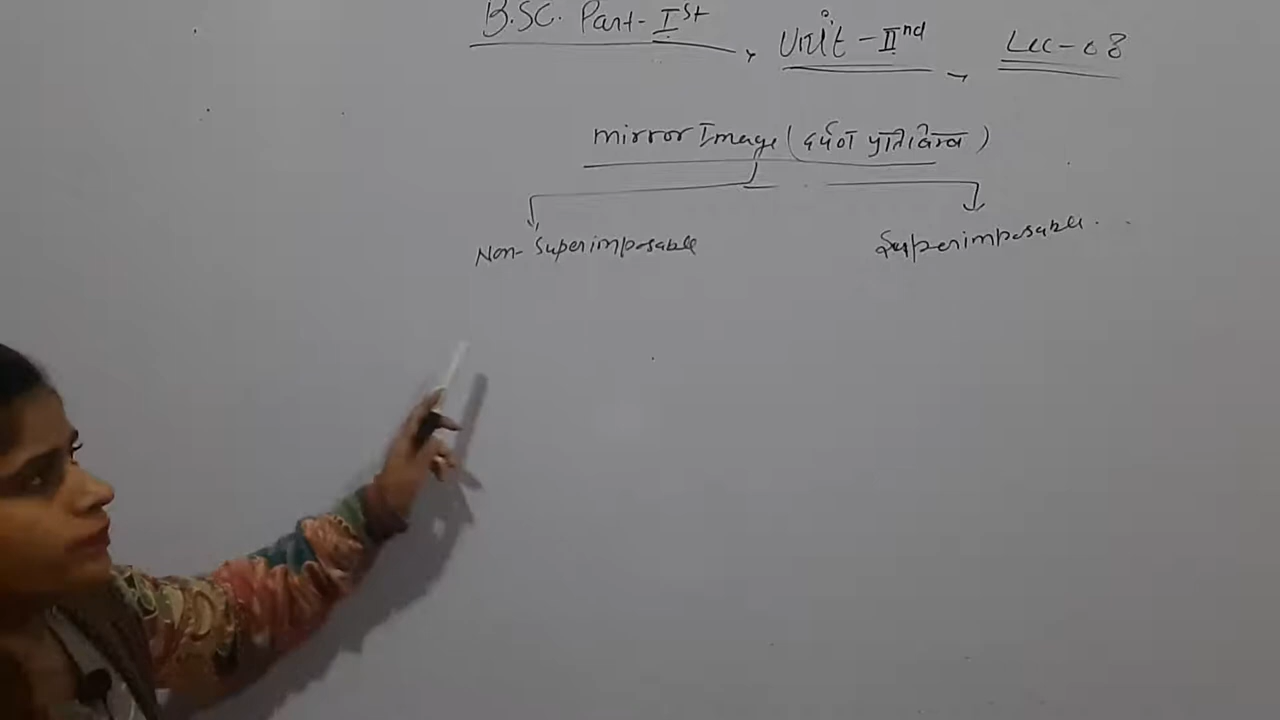 B.SC. Part-Ist, Unit-IInd, Lec-08
mirror Image (दर्पण प्रतिबिम्ब)
Non-Superimposable Superimposable